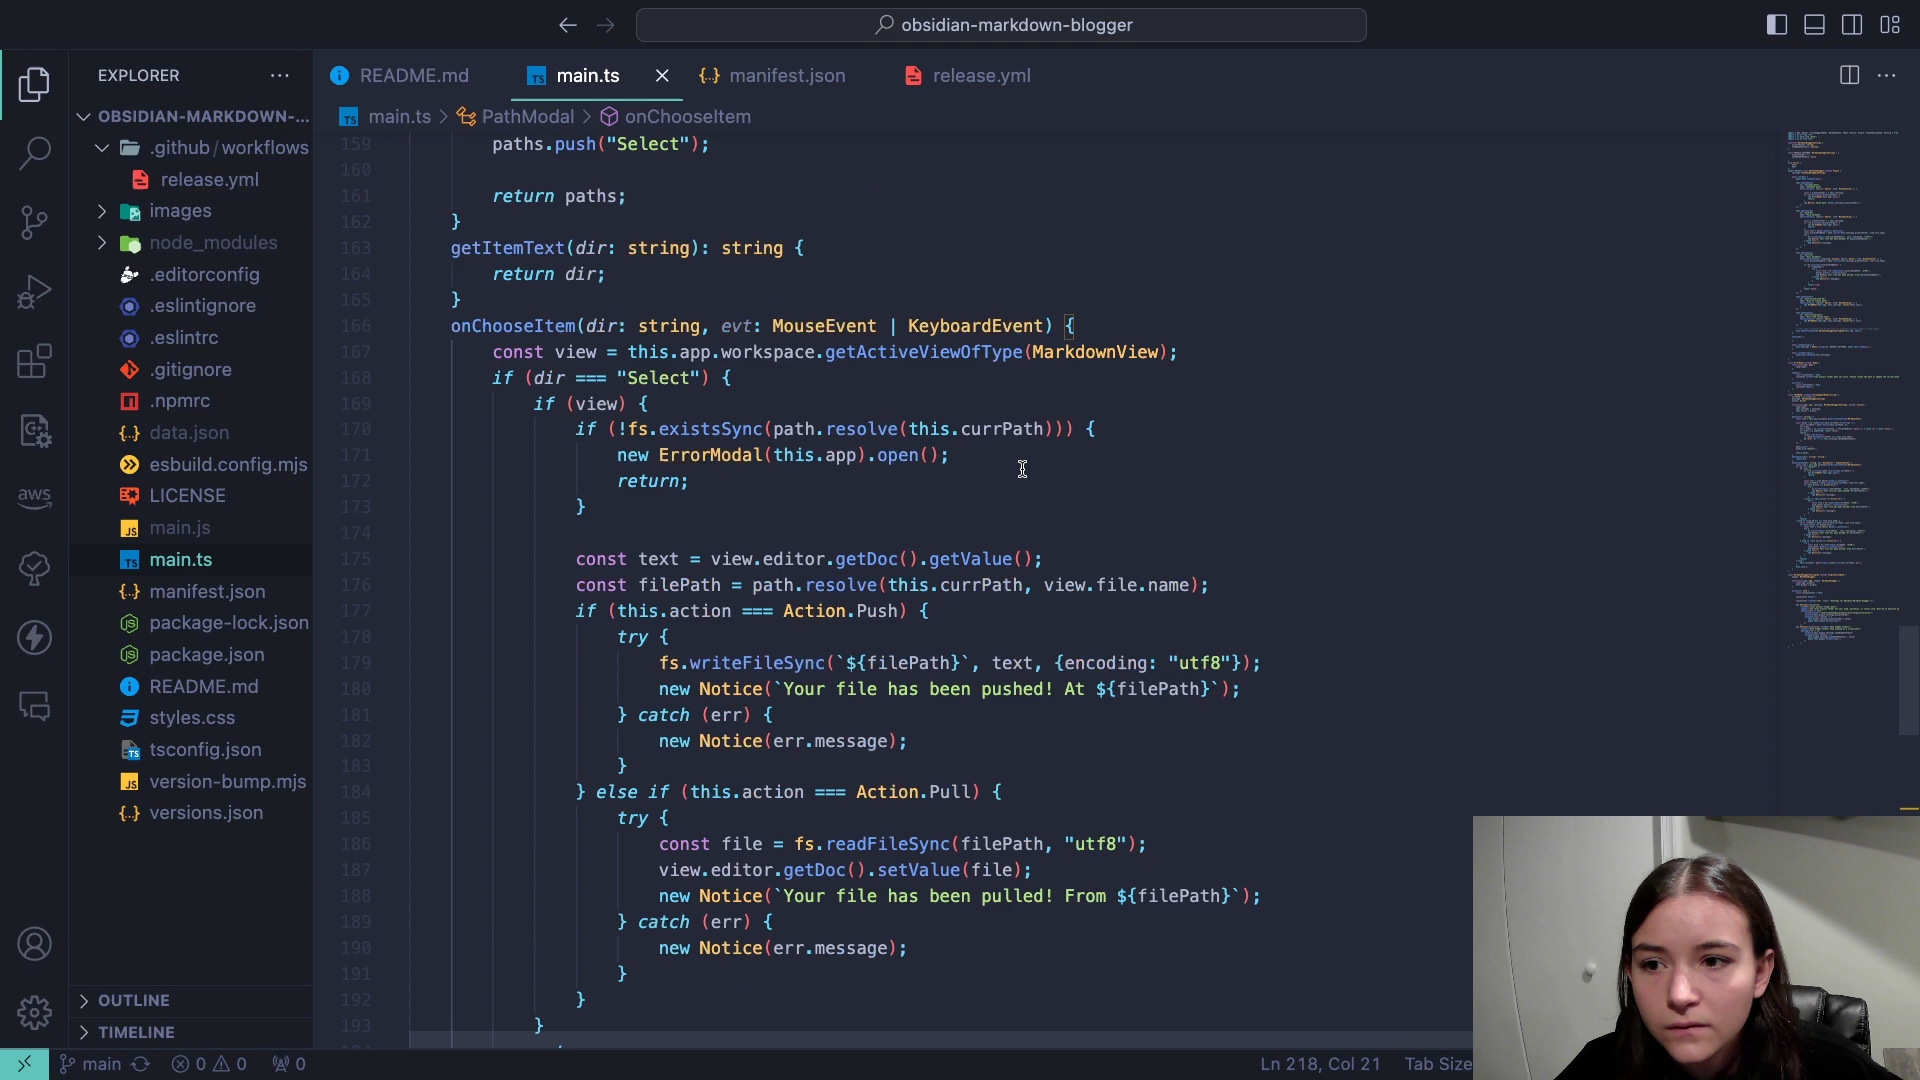 obsidian-markdown-blogger
EXPLORER
README.md
main.ts
manifest.json
release.yml
main.ts > PathModal > onChooseItem
OBSIDIAN-MARKDOWN-...
.github/workflows
release.yml
images
node_modules
.editorconfig
.eslintignore
.eslintrc
.gitignore
.npmrc
data.json
esbuild.config.mjs
LICENSE
main.js
main.ts
manifest.json
package-lock.json
package.json
README.md
styles.css
tsconfig.json
version-bump.mjs
versions.json
OUTLINE
TIMELINE
aws
159 paths.push("Select");
160
161 return paths;
162 }
163 getItemText(dir: string): string {
164 return dir;
165 }
166 onChooseItem(dir: string, evt: MouseEvent | KeyboardEvent) {
167 const view = this.app.workspace.getActiveViewOfType(MarkdownView);
168 if (dir === "Select") {
169 if (view) {
170 if (!fs.existsSync(path.resolve(this.currPath))) {
171 new ErrorModal(this.app).open();
172 return;
173 }
174
175 const text = view.editor.getDoc().getValue();
176 const filePath = path.resolve(this.currPath, view.file.name);
177 if (this.action === Action.Push) {
178 try {
179 fs.writeFileSync(`${filePath}`, text, {encoding: "utf8"});
180 new Notice(`Your file has been pushed! At ${filePath}`);
181 } catch (err) {
182 new Notice(err.message);
183 }
184 } else if (this.action === Action.Pull) {
185 try {
186 const file = fs.readFileSync(filePath, "utf8");
187 view.editor.getDoc().setValue(file);
188 new Notice(`Your file has been pulled! From ${filePath}`);
189 } catch (err) {
190 new Notice(err.message);
191 }
192 }
193 }
main 0 0 0
Ln 218, Col 21 Tab Size